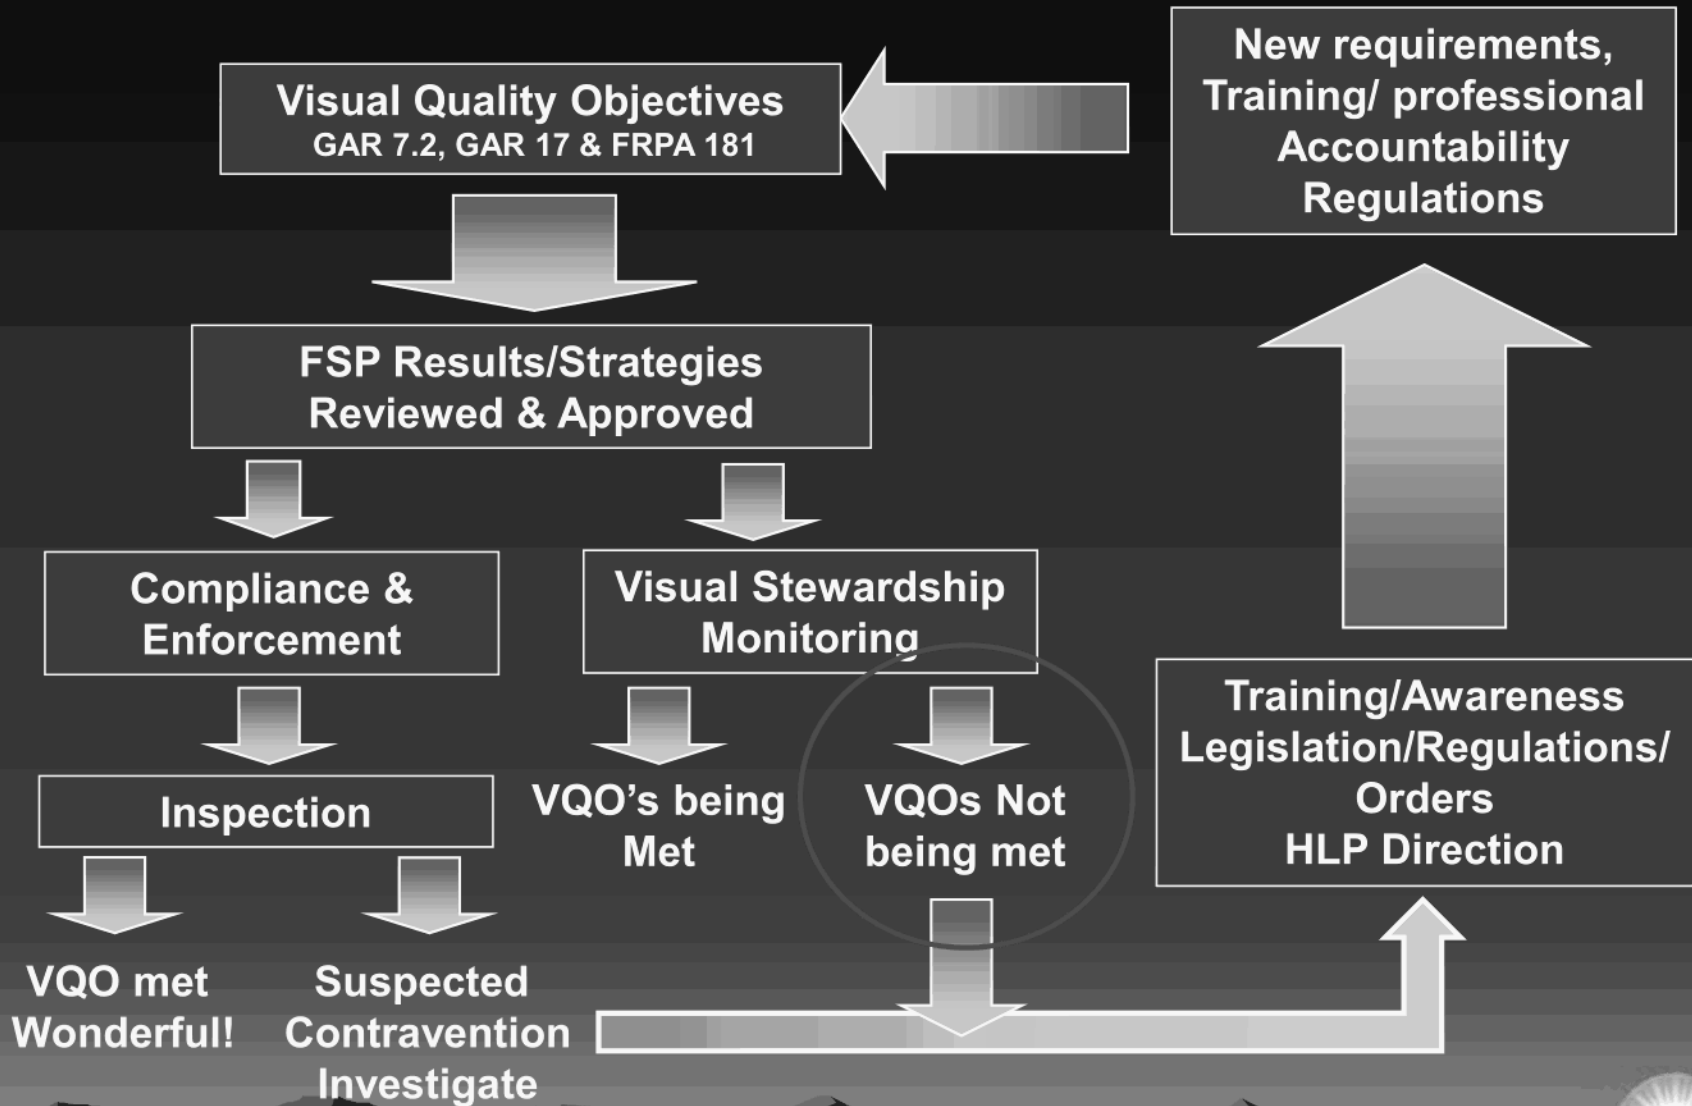 Visual Quality Objectives
GAR 7.2, GAR 17 & FRPA 181
New requirements,
Training/ professional
Accountability
Regulations
FSP Results/Strategies
Reviewed & Approved
Compliance &
Enforcement
Visual Stewardship
Monitoring
Inspection
VQO’s being
Met
VQOs Not
being met
Training/Awareness
Legislation/Regulations/
Orders
HLP Direction
VQO met
Wonderful!
Suspected
Contravention
Investigate